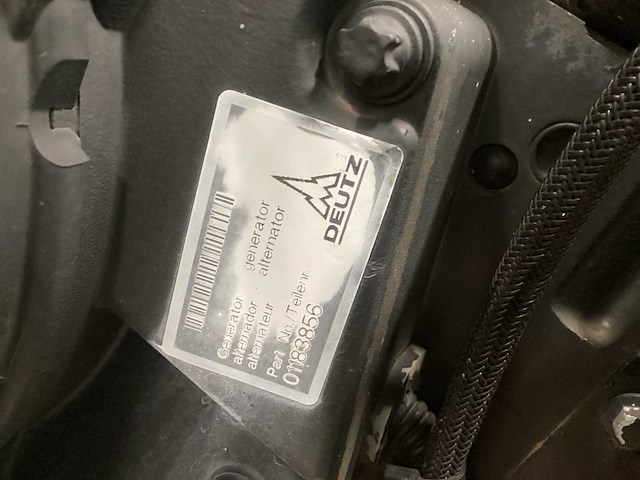 DEUTZ
Generator generator
alternador · alternator
alternateur
Part No./Teilenr.
01183856